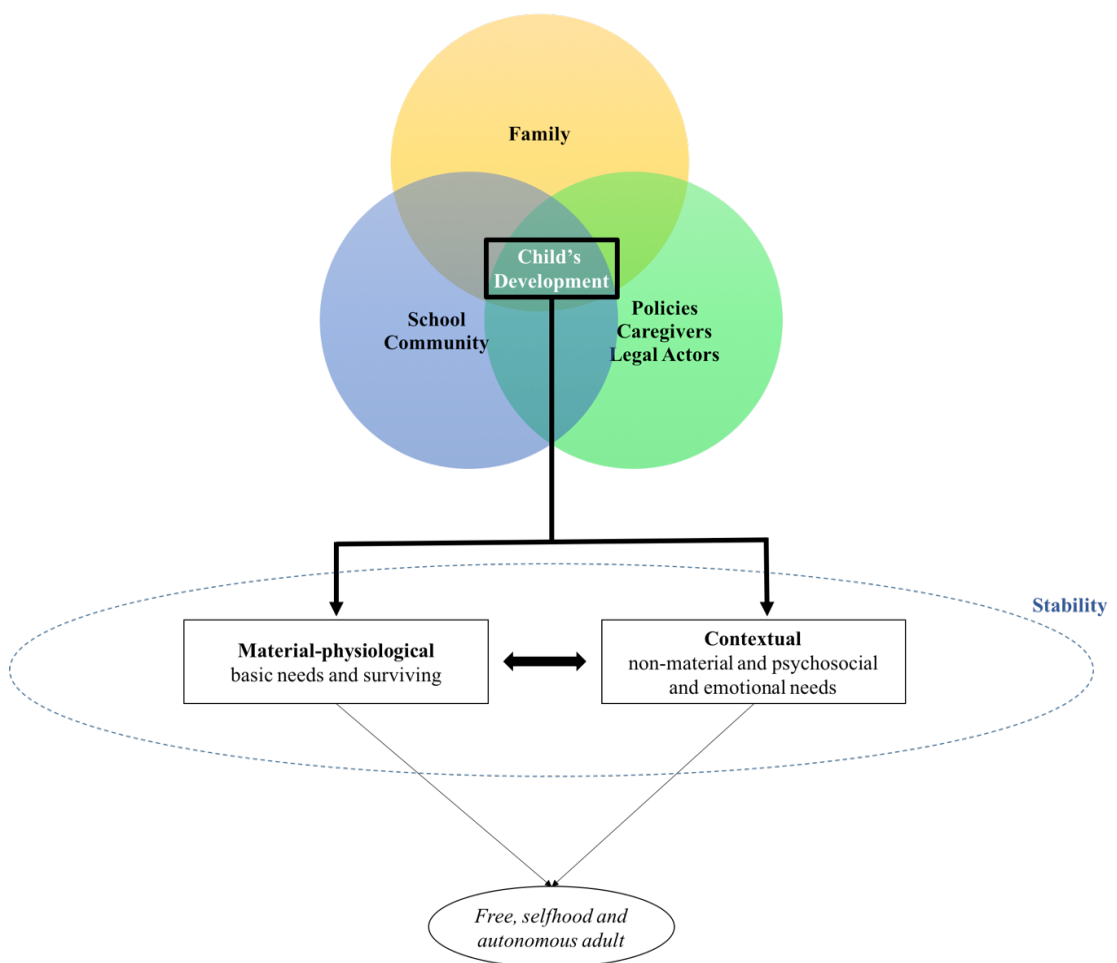 Family
Child's
Development
School
Community
Policies
Caregivers
Legal Actors
Stability
Material-physiological
basic needs and surviving
Contextual
non-material and psychosocial
and emotional needs
Free, selfhood and
autonomous adult